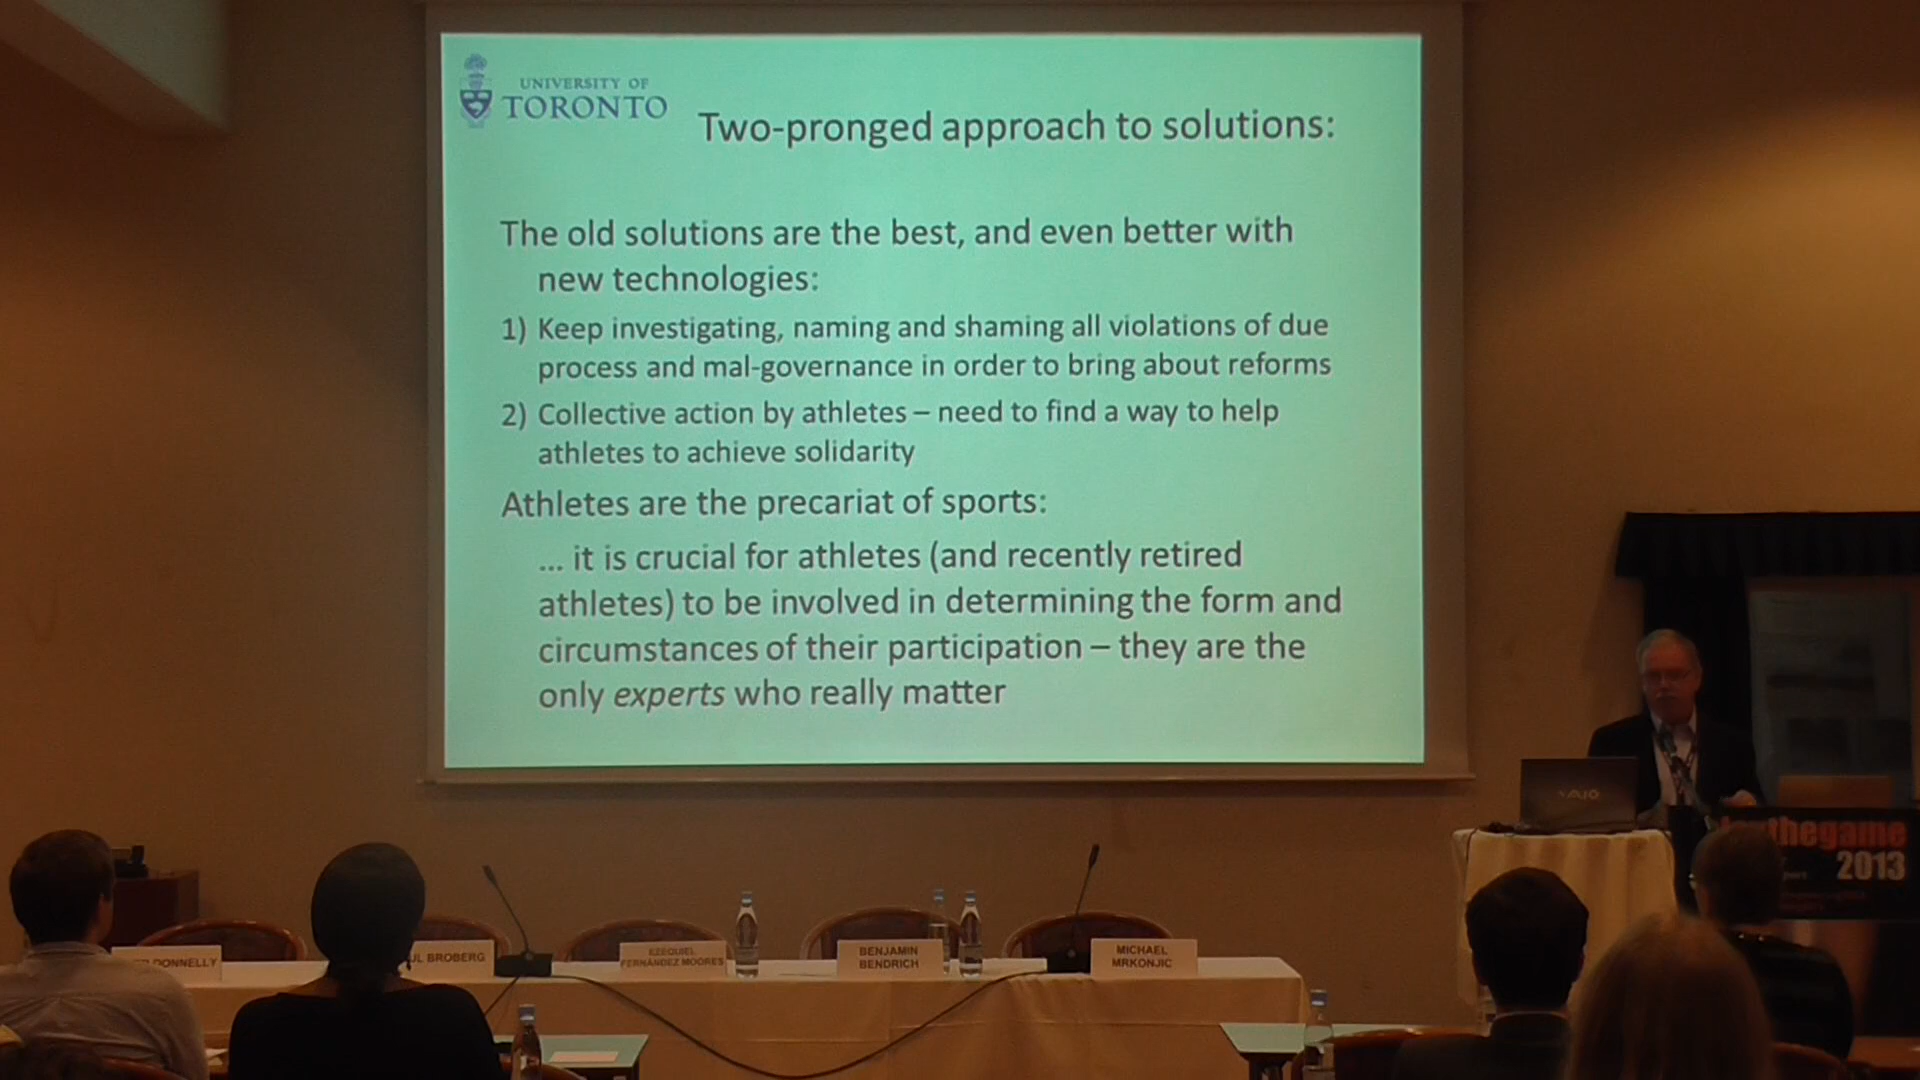 UNIVERSITY OF
TORONTO
Two-pronged approach to solutions:
The old solutions are the best, and even better with
new technologies:
1) Keep investigating, naming and shaming all violations of due
process and mal-governance in order to bring about reforms
2) Collective action by athletes – need to find a way to help
athletes to achieve solidarity
Athletes are the precariat of sports:
... it is crucial for athletes (and recently retired
athletes) to be involved in determining the form and
circumstances of their participation – they are the
only experts who really matter
VAIO
thegame
2013
DONNELLY
UL BROBERG
EZEQUIEL
FERNÁNDEZ MOORES
BENJAMIN
BENDRICH
MICHAEL
MRKONJIC